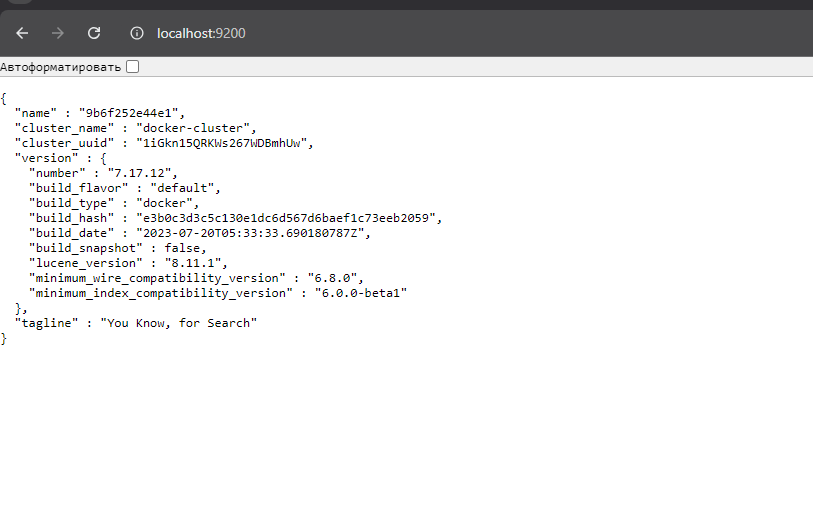 localhost:9200
Автоформатировать
{
  "name" : "9b6f252e44e1",
  "cluster_name" : "docker-cluster",
  "cluster_uuid" : "1iGkn15QRKWs267WDBmhUw",
  "version" : {
    "number" : "7.17.12",
    "build_flavor" : "default",
    "build_type" : "docker",
    "build_hash" : "e3b0c3d3c5c130e1dc6d567d6baef1c73eeb2059",
    "build_date" : "2023-07-20T05:33:33.690180787Z",
    "build_snapshot" : false,
    "lucene_version" : "8.11.1",
    "minimum_wire_compatibility_version" : "6.8.0",
    "minimum_index_compatibility_version" : "6.0.0-beta1"
  },
  "tagline" : "You Know, for Search"
}